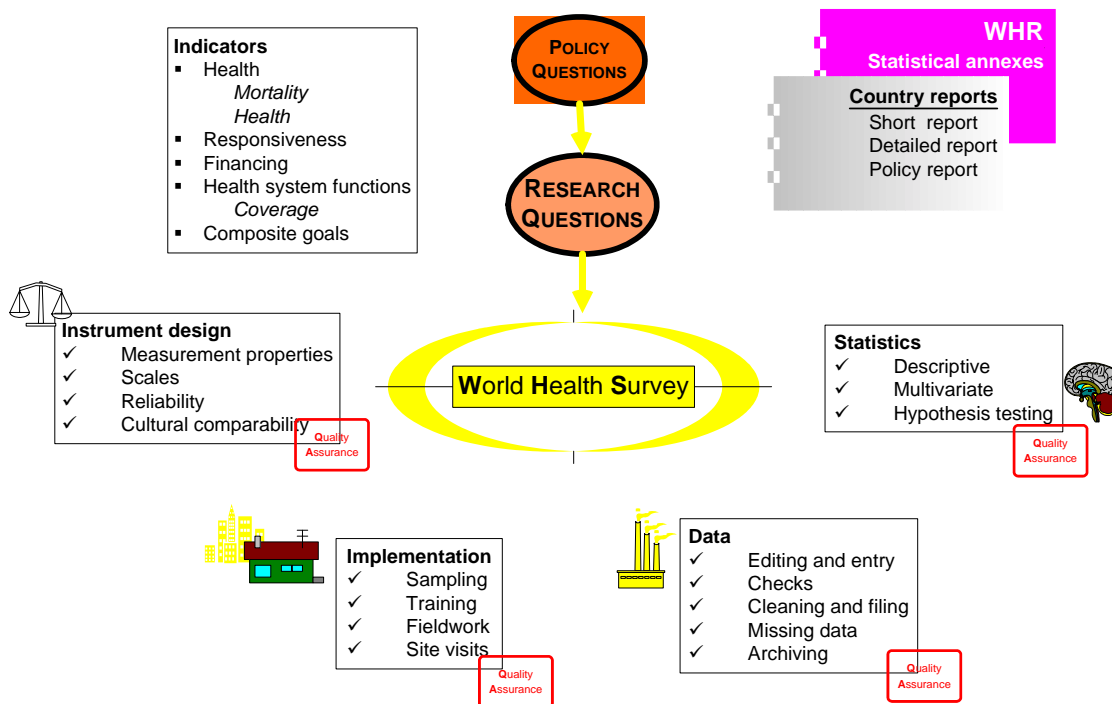 Indicators
Health
Mortality
Health
Responsiveness
Financing
Health system functions
Coverage
Composite goals
POLICY
QUESTIONS
RESEARCH
QUESTIONS
WHR
Statistical annexes
Country reports
Short report
Detailed report
Policy report
Instrument design
✓ Measurement properties
✓ Scales
✓ Reliability
✓ Cultural comparability
Quality
Assurance
World Health Survey
Statistics
✓ Descriptive
✓ Multivariate
✓ Hypothesis testing
Quality
Assurance
Implementation
✓ Sampling
✓ Training
✓ Fieldwork
✓ Site visits
Quality
Assurance
Data
✓ Editing and entry
✓ Checks
✓ Cleaning and filing
✓ Missing data
✓ Archiving
Quality
Assurance